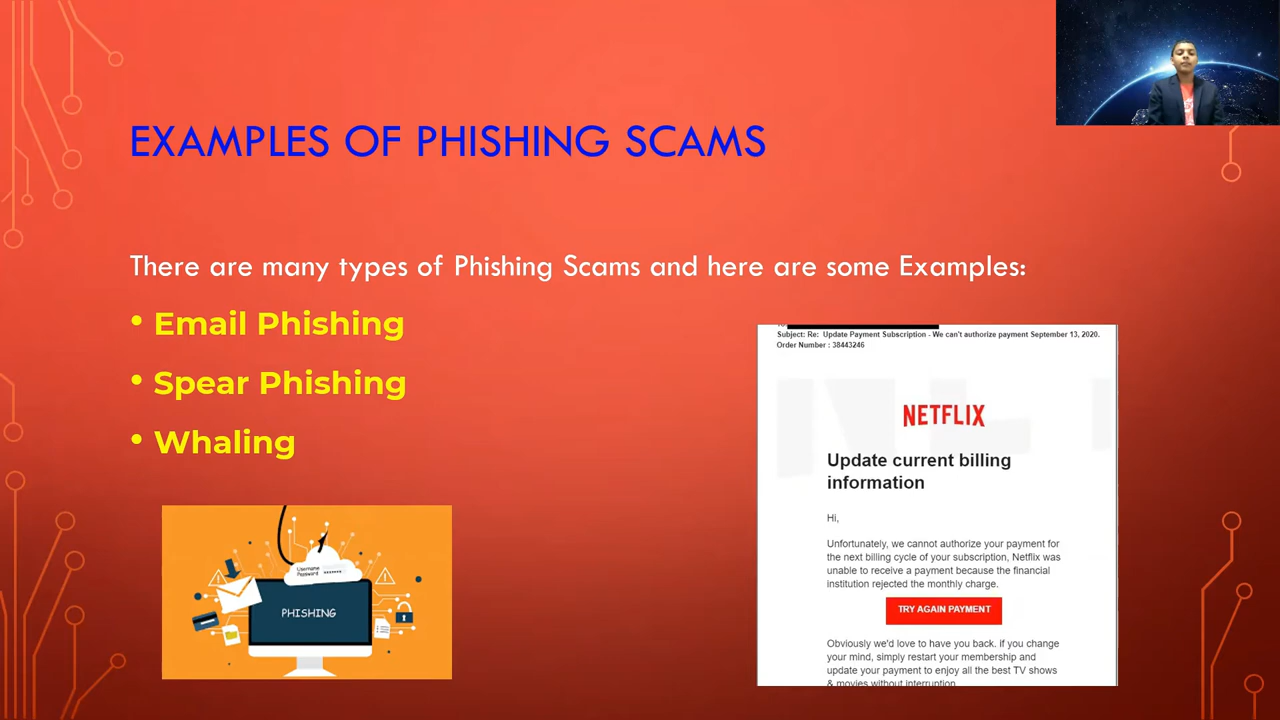 EXAMPLES OF PHISHING SCAMS
There are many types of Phishing Scams and here are some Examples:
• Email Phishing
• Spear Phishing
• Whaling
Username
Password
PHISHING
Subject: Re: Update Payment Subscription - We can't authorize payment September 13, 2020.
Order Number : 38443246
NETFLIX
Update current billing
information
Hi,
Unfortunately, we cannot authorize your payment for
the next billing cycle of your subscription, Netflix was
unable to receive a payment because the financial
institution rejected the monthly charge.
TRY AGAIN PAYMENT
Obviously we'd love to have you back. if you change
your mind, simply restart your membership and
update your payment to enjoy all the best TV shows
& movies without interruption